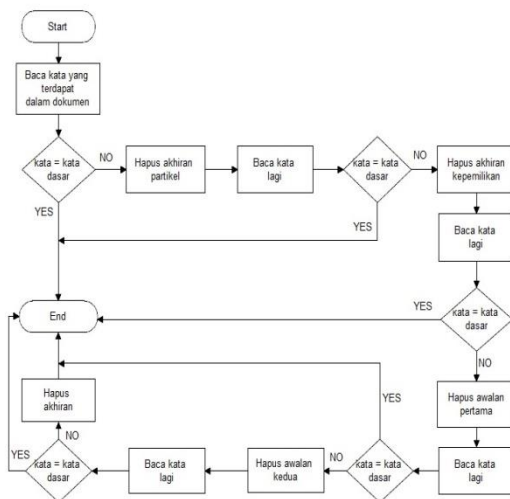 Start
Baca kata yang
terdapat
dalam dokumen
kata = kata
dasar
NO
YES
Hapus akhiran
partikel
Baca kata
lagi
kata = kata
dasar
NO
YES
Hapus akhiran
kepemilikan
Baca kata
lagi
kata = kata
dasar
YES
NO
End
Hapus awalan
pertama
Baca kata
lagi
kata = kata
dasar
YES
NO
Hapus awalan
kedua
Baca kata
lagi
kata = kata
dasar
YES
NO
Hapus
akhiran